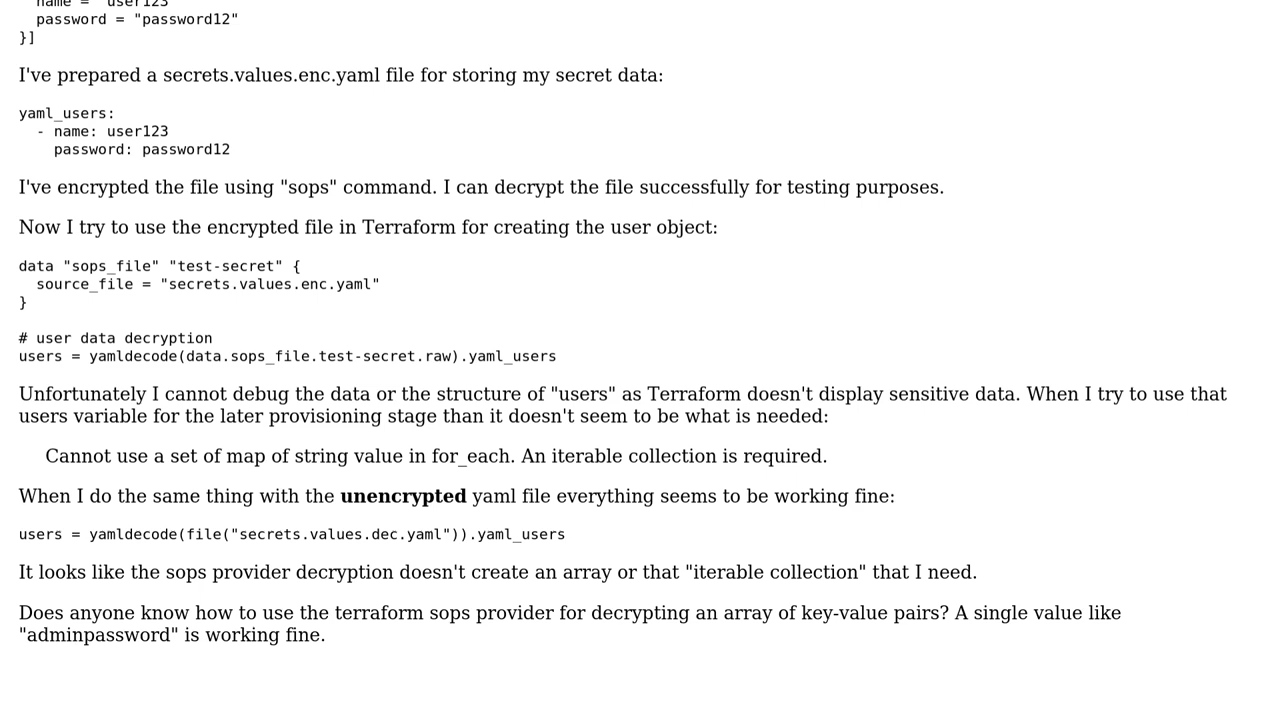 name = "user123
  password = "password12"
}]
I've prepared a secrets.values.enc.yaml file for storing my secret data:
yaml_users:
  - name: user123
    password: password12
I've encrypted the file using "sops" command. I can decrypt the file successfully for testing purposes.
Now I try to use the encrypted file in Terraform for creating the user object:
data "sops_file" "test-secret" {
  source_file = "secrets.values.enc.yaml"
}
# user data decryption
users = yamldecode(data.sops_file.test-secret.raw).yaml_users
Unfortunately I cannot debug the data or the structure of "users" as Terraform doesn't display sensitive data. When I try to use that
users variable for the later provisioning stage than it doesn't seem to be what is needed:
Cannot use a set of map of string value in for_each. An iterable collection is required.
When I do the same thing with the unencrypted yaml file everything seems to be working fine:
users = yamldecode(file("secrets.values.dec.yaml")).yaml_users
It looks like the sops provider decryption doesn't create an array or that "iterable collection" that I need.
Does anyone know how to use the terraform sops provider for decrypting an array of key-value pairs? A single value like
"adminpassword" is working fine.